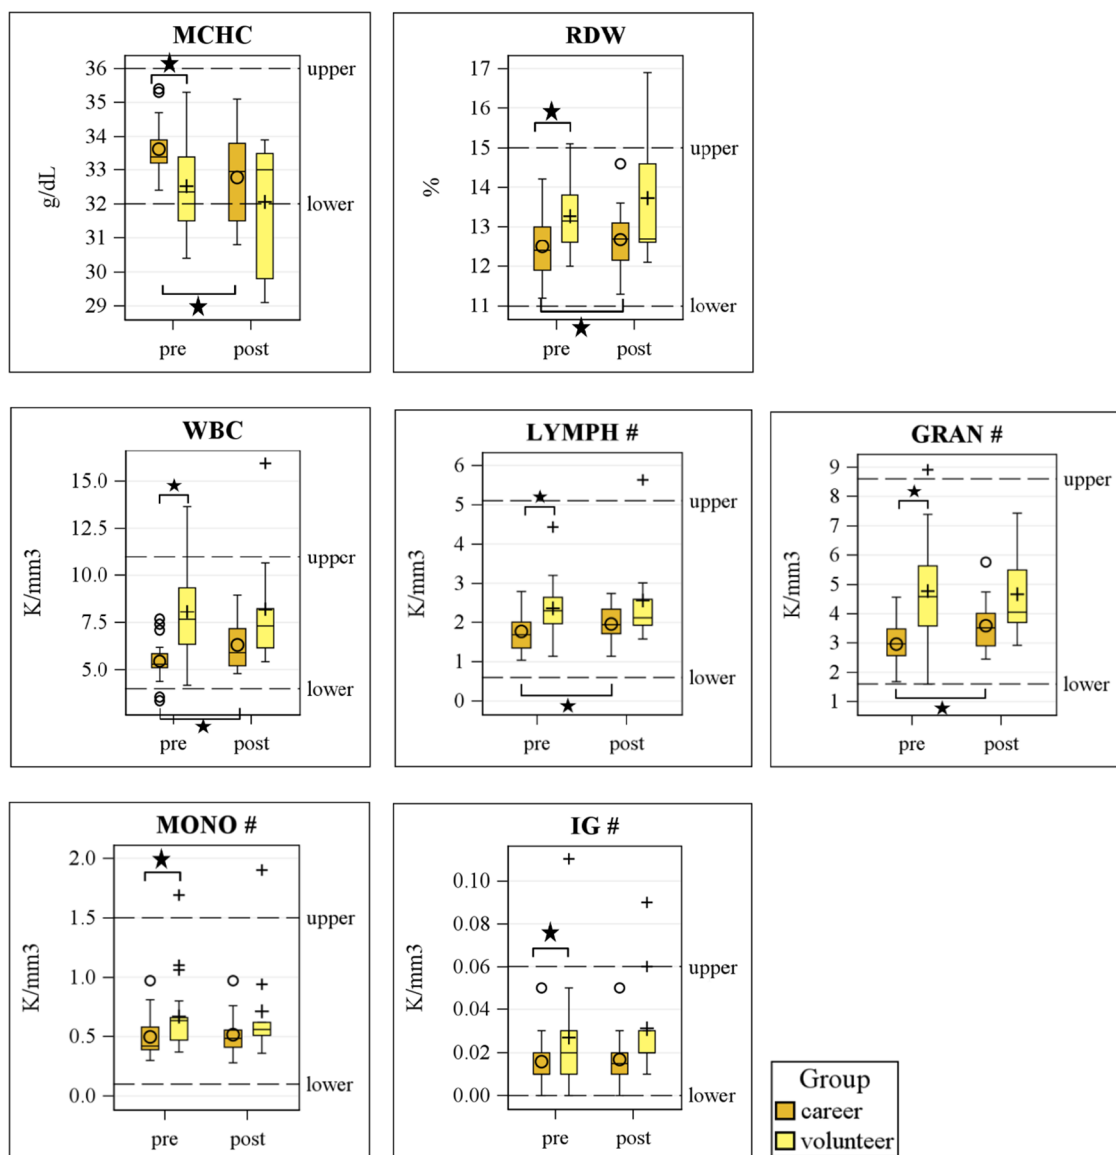 MCHC
36
35
34
33
32
31
30
29
g/dL
upper
lower
pre post
RDW
17
16
15
14
13
12
11
%
upper
lower
pre post
WBC
15.0
12.5
10.0
7.5
5.0
K/mm3
upper
lower
pre post
LYMPH #
6
5
4
3
2
1
0
K/mm3
upper
lower
pre post
GRAN #
9
8
7
6
5
4
3
2
1
K/mm3
upper
lower
pre post
MONO #
2.0
1.5
1.0
0.5
0.0
K/mm3
upper
lower
pre post
IG #
0.10
0.08
0.06
0.04
0.02
0.00
K/mm3
upper
lower
pre post
Group
career
volunteer